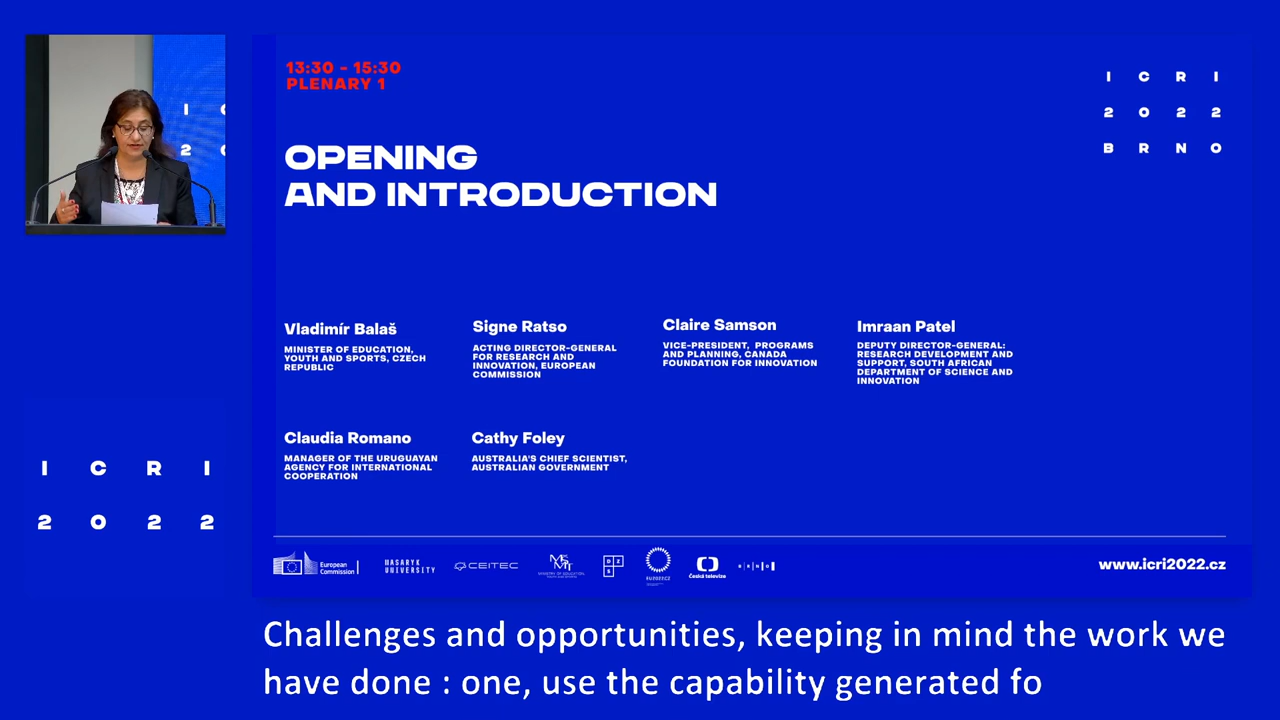 I C
2 0
13:30 - 15:30
PLENARY 1
OPENING
AND INTRODUCTION
I C R I
2 0 2 2
B R N O
Vladimír Balaš
MINISTER OF EDUCATION,
YOUTH AND SPORTS, CZECH
REPUBLIC
Signe Ratso
ACTING DIRECTOR-GENERAL
FOR RESEARCH AND
INNOVATION, EUROPEAN
COMMISSION
Claire Samson
VICE-PRESIDENT, PROGRAMS
AND PLANNING, CANADA
FOUNDATION FOR INNOVATION
Imraan Patel
DEPUTY DIRECTOR-GENERAL:
RESEARCH DEVELOPMENT AND
SUPPORT, SOUTH AFRICAN
DEPARTMENT OF SCIENCE AND
INNOVATION
Claudia Romano
MANAGER OF THE URUGUAYAN
AGENCY FOR INTERNATIONAL
COOPERATION
Cathy Foley
AUSTRALIA'S CHIEF SCIENTIST,
AUSTRALIAN GOVERNMENT
I C R I
2 0 2 2
European
Commission
MASARYK
UNIVERSITY
CEITEC
Česká televize
B R N O
www.icri2022.cz
Challenges and opportunities, keeping in mind the work we
have done : one, use the capability generated fo